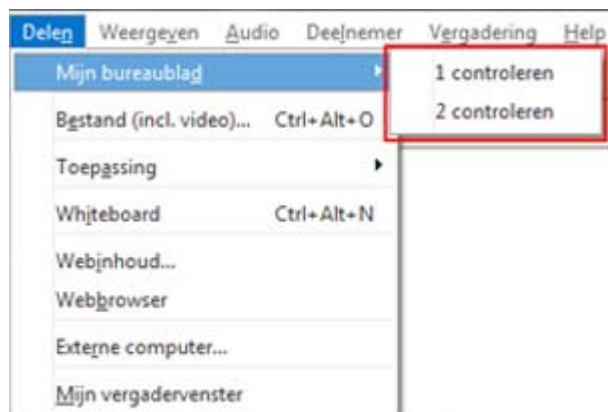 Delen Weergeven Audio Deelnemer Vergadering Help
Mijn bureaublad
1 controleren
2 controleren
Bestand (incl. video)... Ctrl+Alt+O
Toepassing
Whiteboard Ctrl+Alt+N
Webinhoud...
Webbrowser
Externe computer...
Mijn vergadervenster